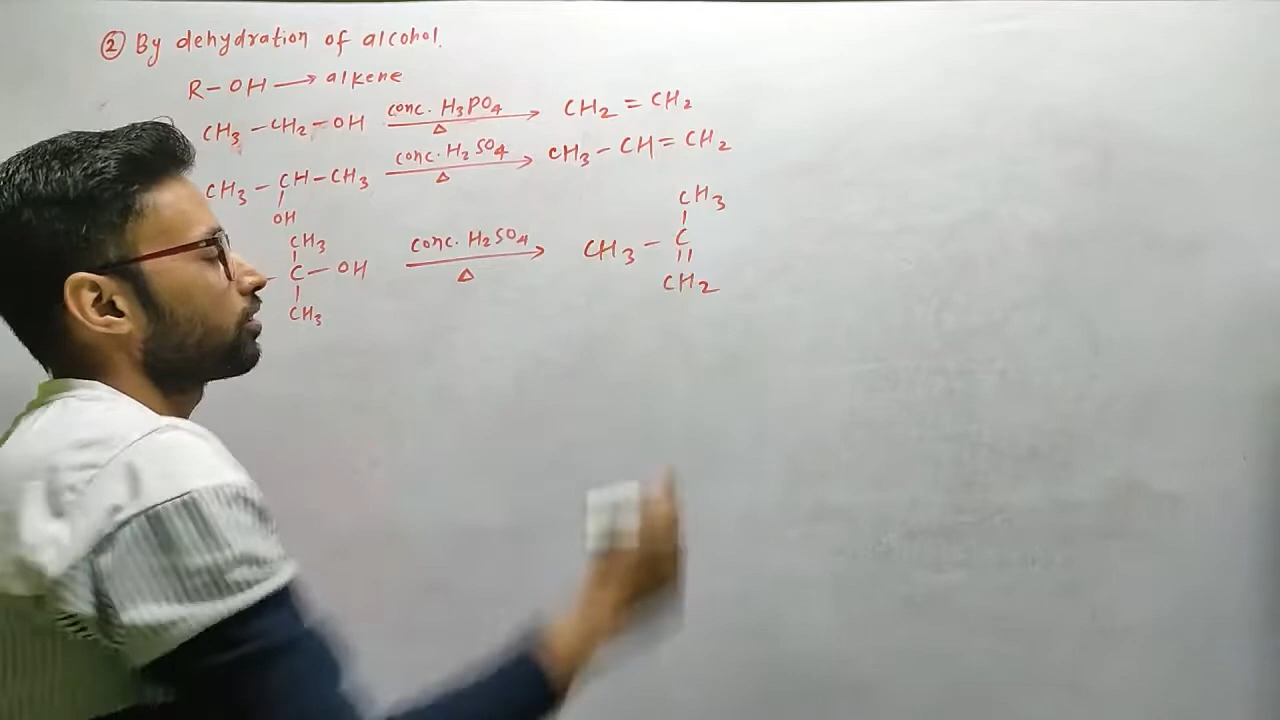 ② By dehydration of alcohol.
R-OH → alkene
CH₃-CH₂-OH conc. H₃PO₄ Δ → CH₂=CH₂
CH₃-CH-CH₃ conc. H₂SO₄ Δ → CH₃-CH=CH₂
OH
CH₃
CH₃
-C-OH conc. H₂SO₄ Δ → CH₃-C
CH₃
CH₂